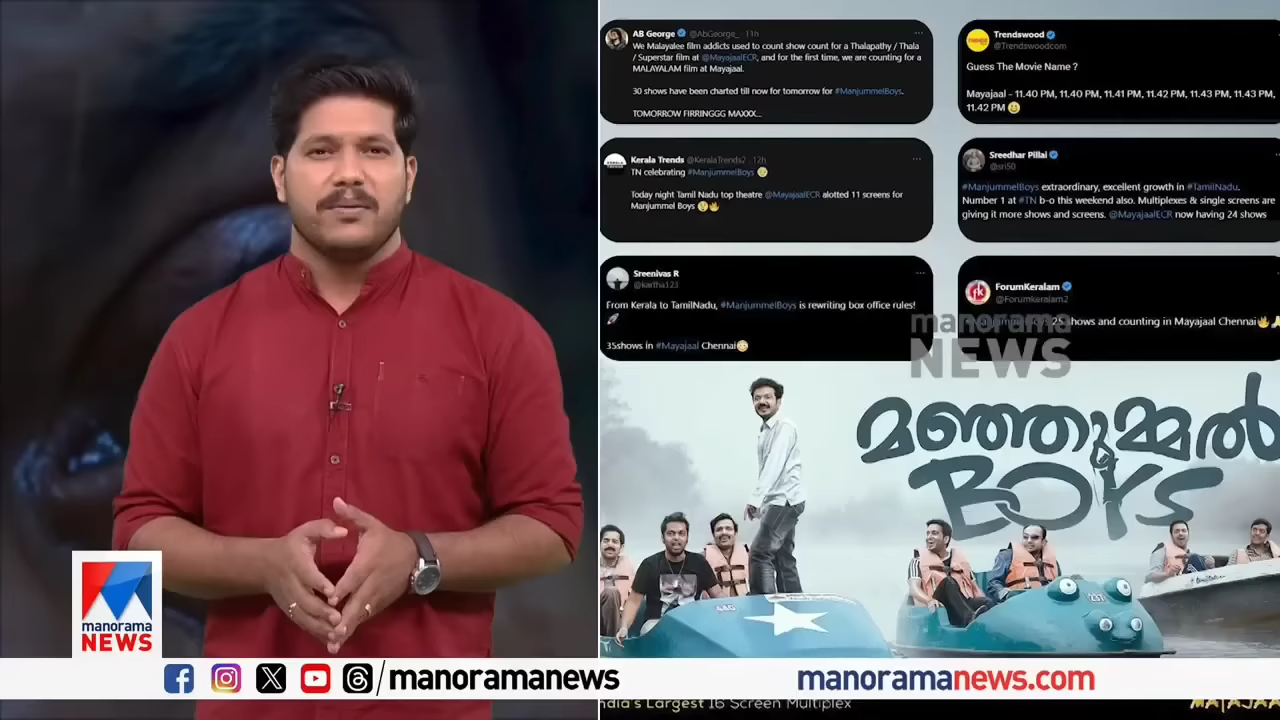 AB George @AbGeorge_ · 11h
We Malayalee film addicts used to count show count for a Thalapathy / Thala
/ Superstar film at @MayajaalECR, and for the first time, we are counting for a
MALAYALAM film at Mayajaal.
30 shows have been charted till now for tomorrow for #ManjummelBoys.
TOMORROW FIRRINGGG MAXXX...
Trendswood
@Trendswoodcom
Guess The Movie Name ?
Mayajaal - 11.40 PM, 11.40 PM, 11.41 PM, 11.42 PM, 11.43 PM, 11.43 PM,
11.42 PM 😀
Kerala Trends @KeralaTrends2 · 12h
TN celebrating #ManjummelBoys
Today night Tamil Nadu top theatre @MayajaalECR alotted 11 screens for
Manjummel Boys
Sreedhar Pillai
@sri50
#ManjummelBoys extraordinary, excellent growth in #TamilNadu.
Number 1 at #TN b-o this weekend also. Multiplexes & single screens are
giving it more shows and screens. @MayajaalECR now having 24 shows
Sreenivas R
@kartha123
From Kerala to TamilNadu, #ManjummelBoys is rewriting box office rules!
🚀
35shows in #Mayajaal Chennai
ForumKeralam
@Forumkeralam2
#ManjummelBoys 25 shows and counting in Mayajaal Chennai
manorama
NEWS
മഞ്ഞുമ്മൽ
BOYS
manorama
NEWS
/manoramanews
manoramanews.com
ndia's Largest 16 Screen Multiplex
MAYAJAA